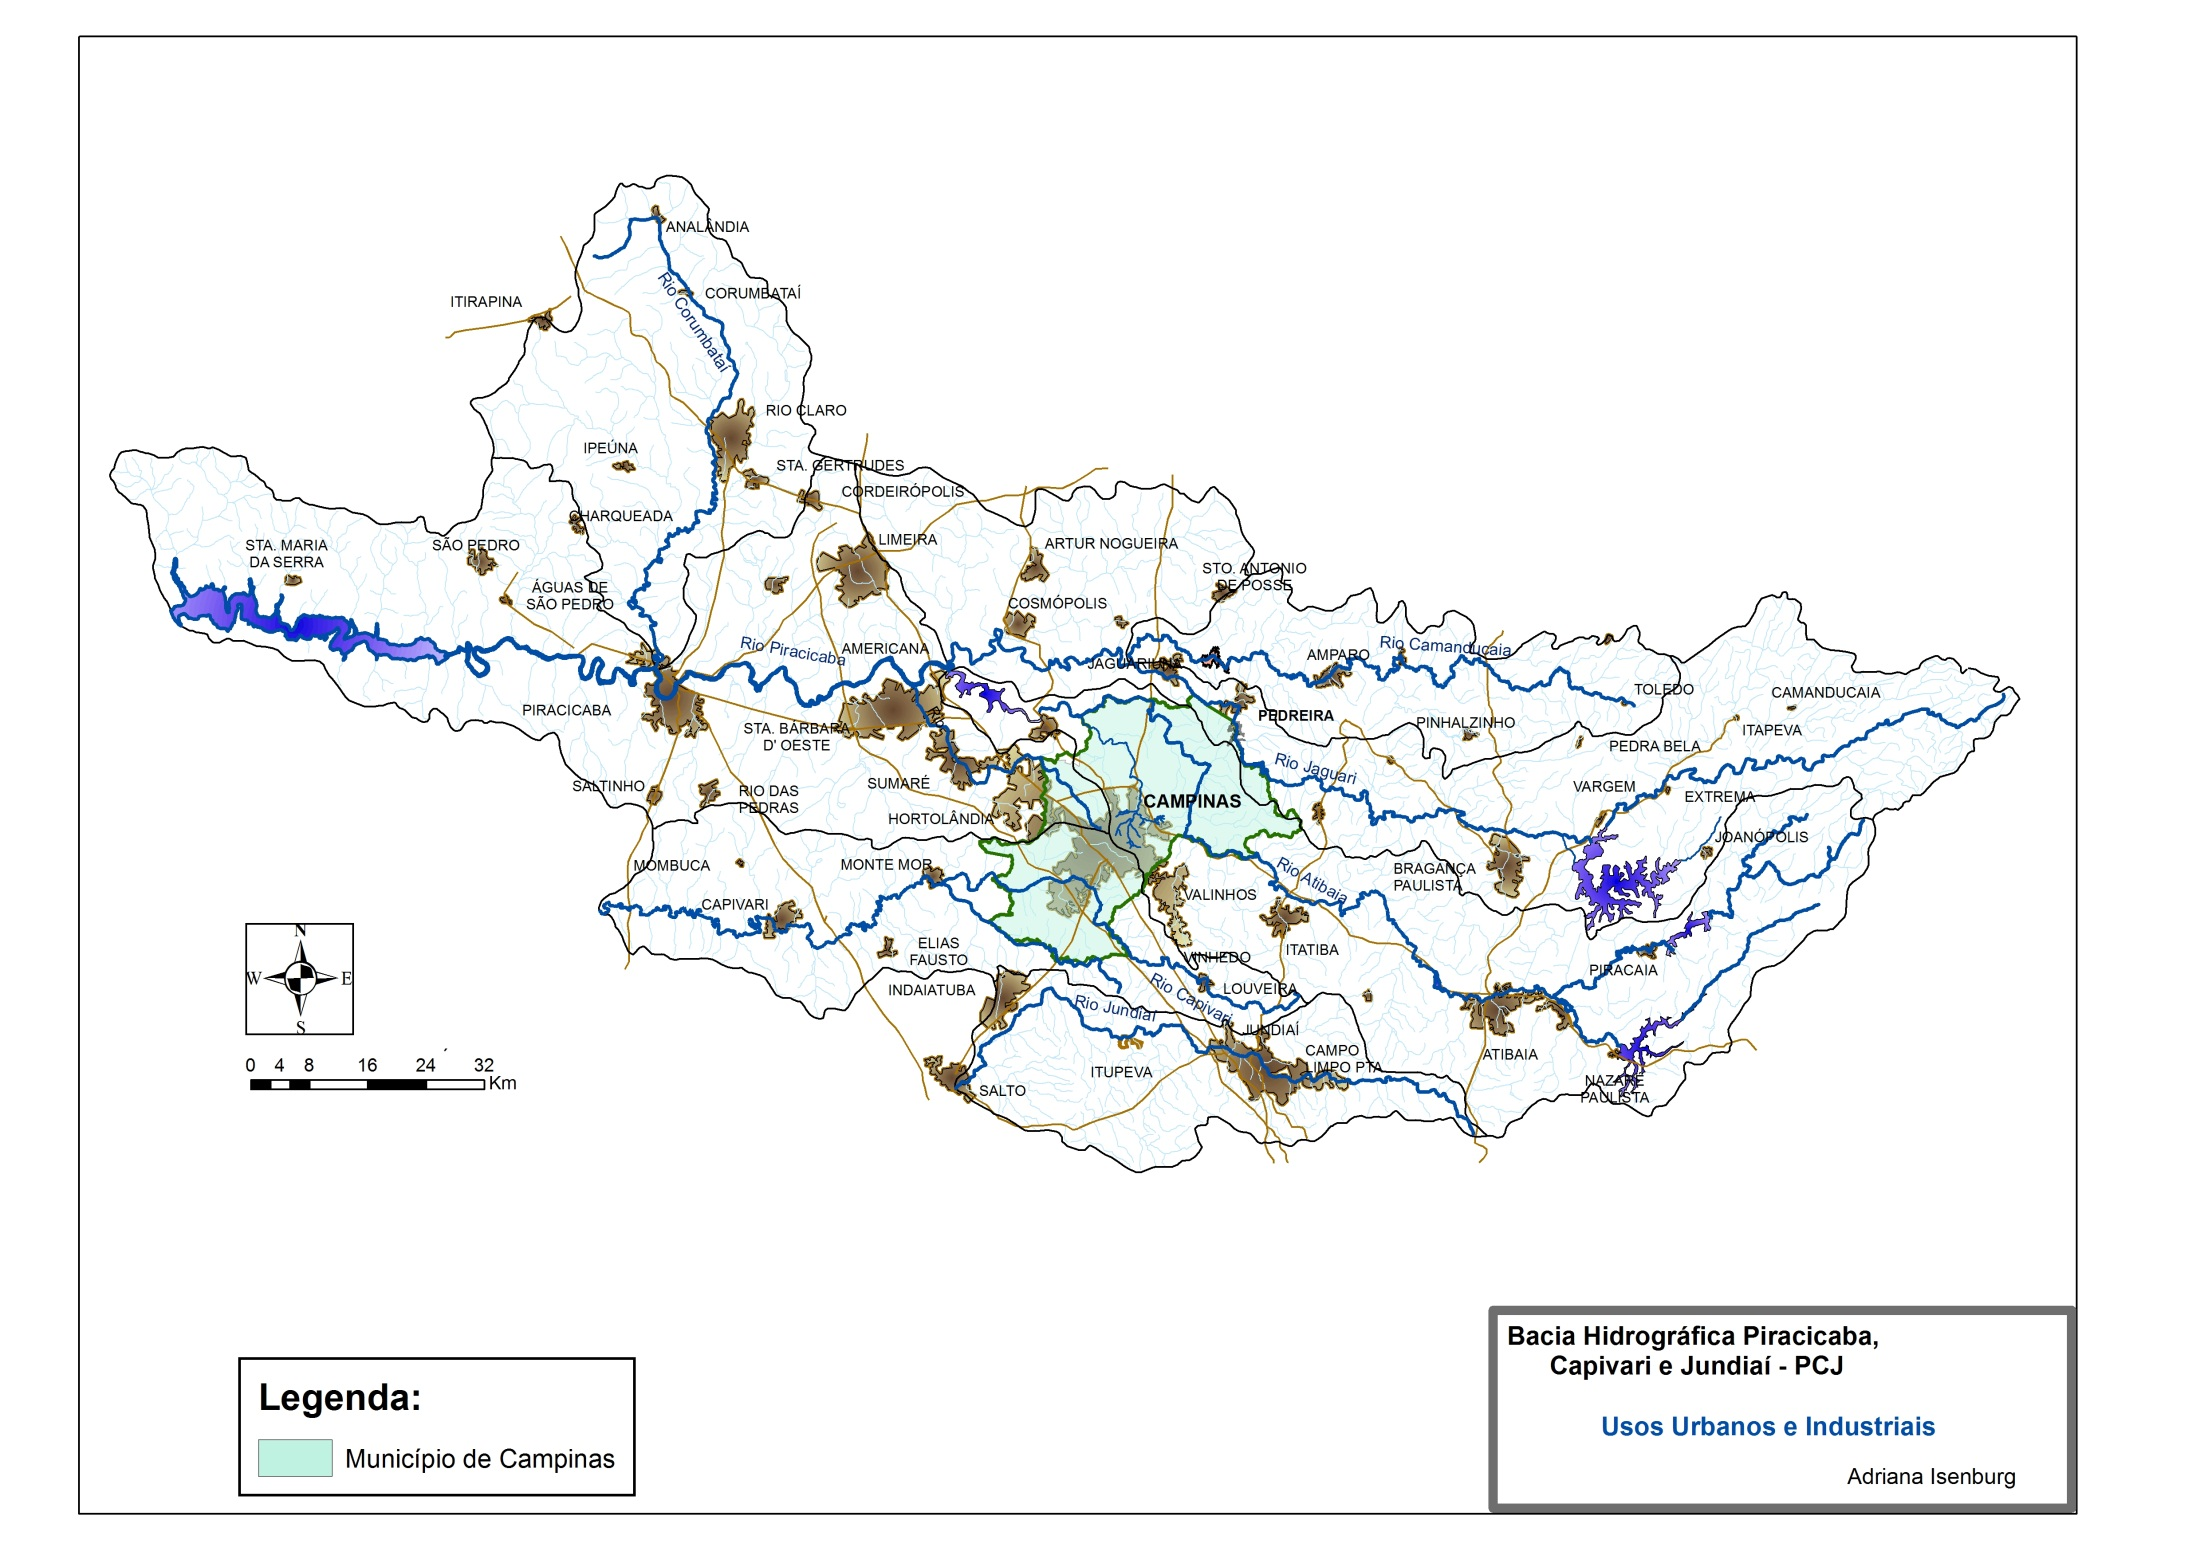 ANALÂNDIA
ITIRAPINA
CORUMBATAÍ
Rio Corumbataí
RIO CLARO
IPEÚNA
STA. GERTRUDES
CORDEIRÓPOLIS
CHARQUEADA
LIMEIRA
ARTUR NOGUEIRA
STA. MARIA
DA SERRA
SÃO PEDRO
STO. ANTONIO
DE POSSE
ÁGUAS DE
SÃO PEDRO
COSMÓPOLIS
Rio Piracicaba
AMERICANA
JAGUARIUNA
AMPARO
Rio Camanducaia
TOLEDO
CAMANDUCAIA
PIRACICABA
PEDREIRA
PINHALZINHO
STA. BÁRBARA
D' OESTE
ITAPEVA
PEDRA BELA
Rio Jaguari
SALTINHO
SUMARÉ
VARGEM
EXTREMA
RIO DAS
PEDRAS
CAMPINAS
HORTOLÂNDIA
JOANÓPOLIS
MOMBUCA
MONTE MOR
Rio Atibaia
BRAGANÇA
PAULISTA
CAPIVARI
VALINHOS
ELIAS
FAUSTO
ITATIBA
VINHEDO
PIRACAIA
INDAIATUBA
LOUVEIRA
Rio Capivari
Rio Jundiaí
JUNDIAÍ
CAMPO
LIMPO PTA
ATIBAIA
ITUPEVA
SALTO
NAZARÉ
PAULISTA
N
W E
S
0 4 8 16 24 32
Km
Legenda:
Município de Campinas
Bacia Hidrográfica Piracicaba,
Capivari e Jundiaí - PCJ
Usos Urbanos e Industriais
Adriana Isenburg